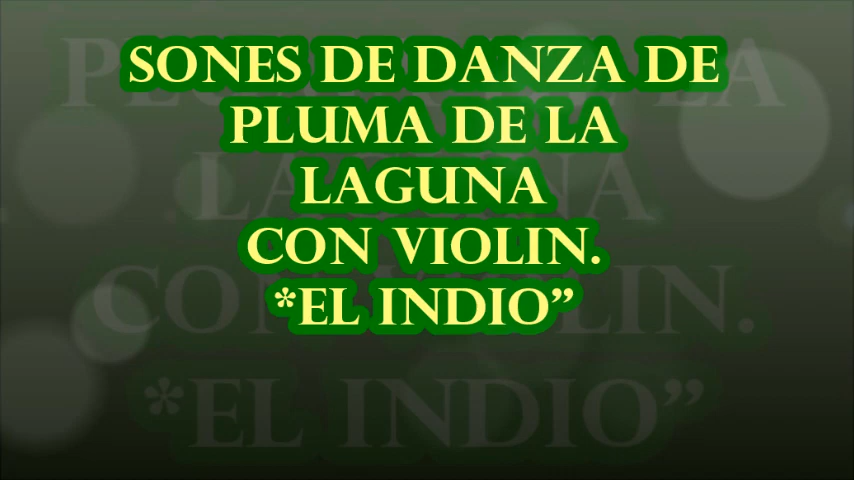 SONES DE DANZA DE
PLUMA DE LA
LAGUNA
CON VIOLIN.
*EL INDIO”